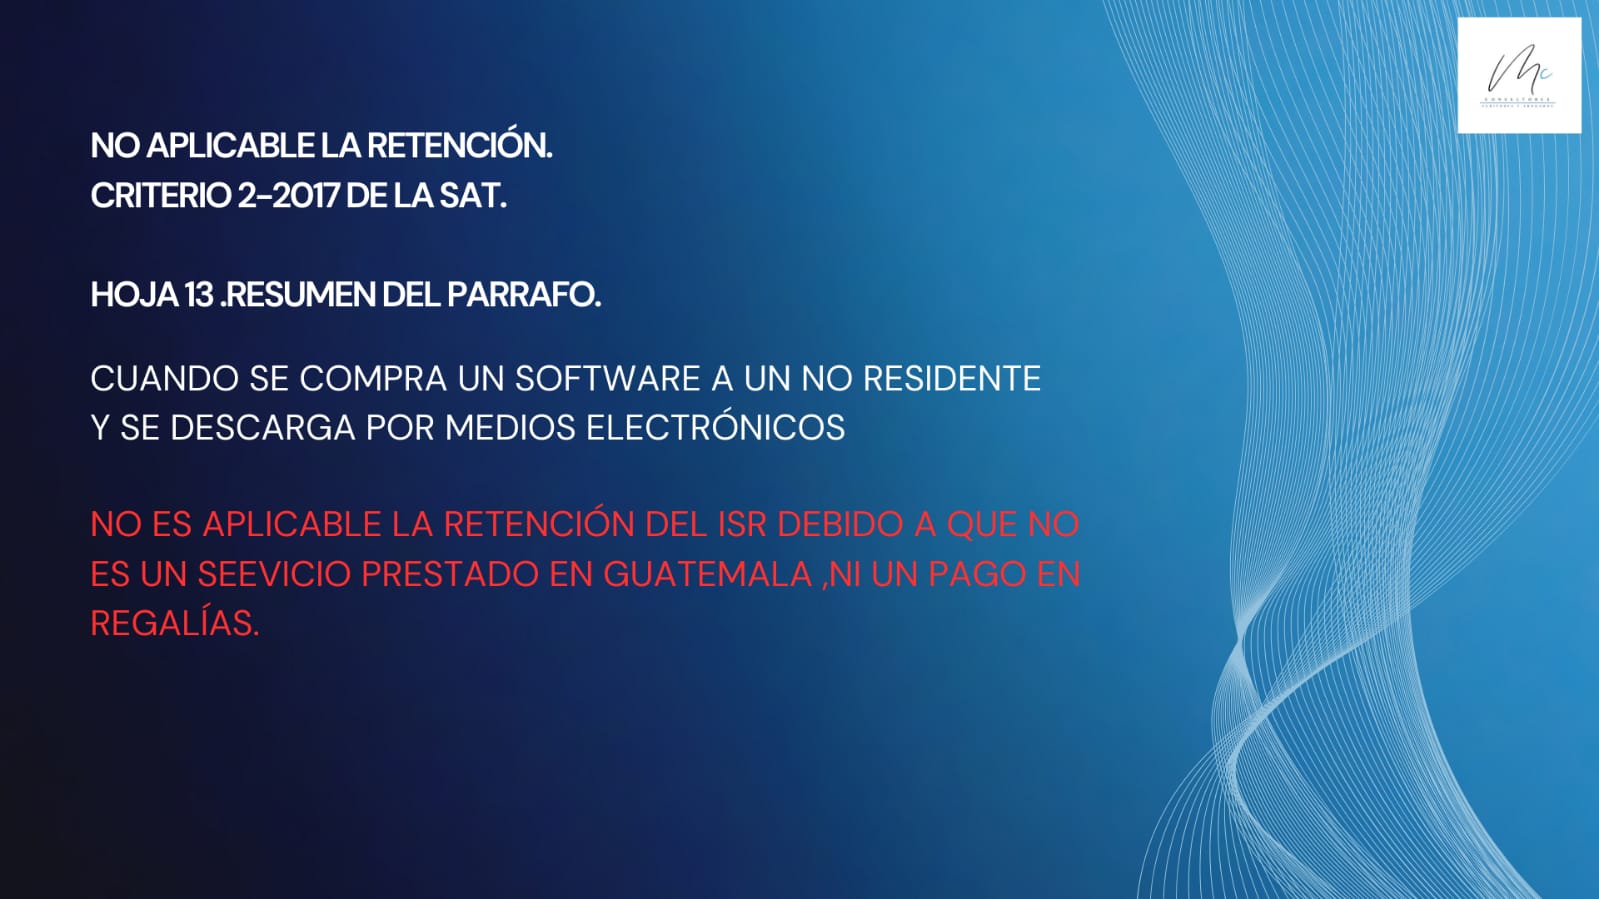 NO APLICABLE LA RETENCIÓN.
CRITERIO 2-2017 DE LA SAT.
HOJA 13 .RESUMEN DEL PARRAFO.
CUANDO SE COMPRA UN SOFTWARE A UN NO RESIDENTE
Y SE DESCARGA POR MEDIOS ELECTRÓNICOS
NO ES APLICABLE LA RETENCIÓN DEL ISR DEBIDO A QUE NO
ES UN SEEVICIO PRESTADO EN GUATEMALA ,NI UN PAGO EN
REGALÍAS.
Mc
CONSULTORES